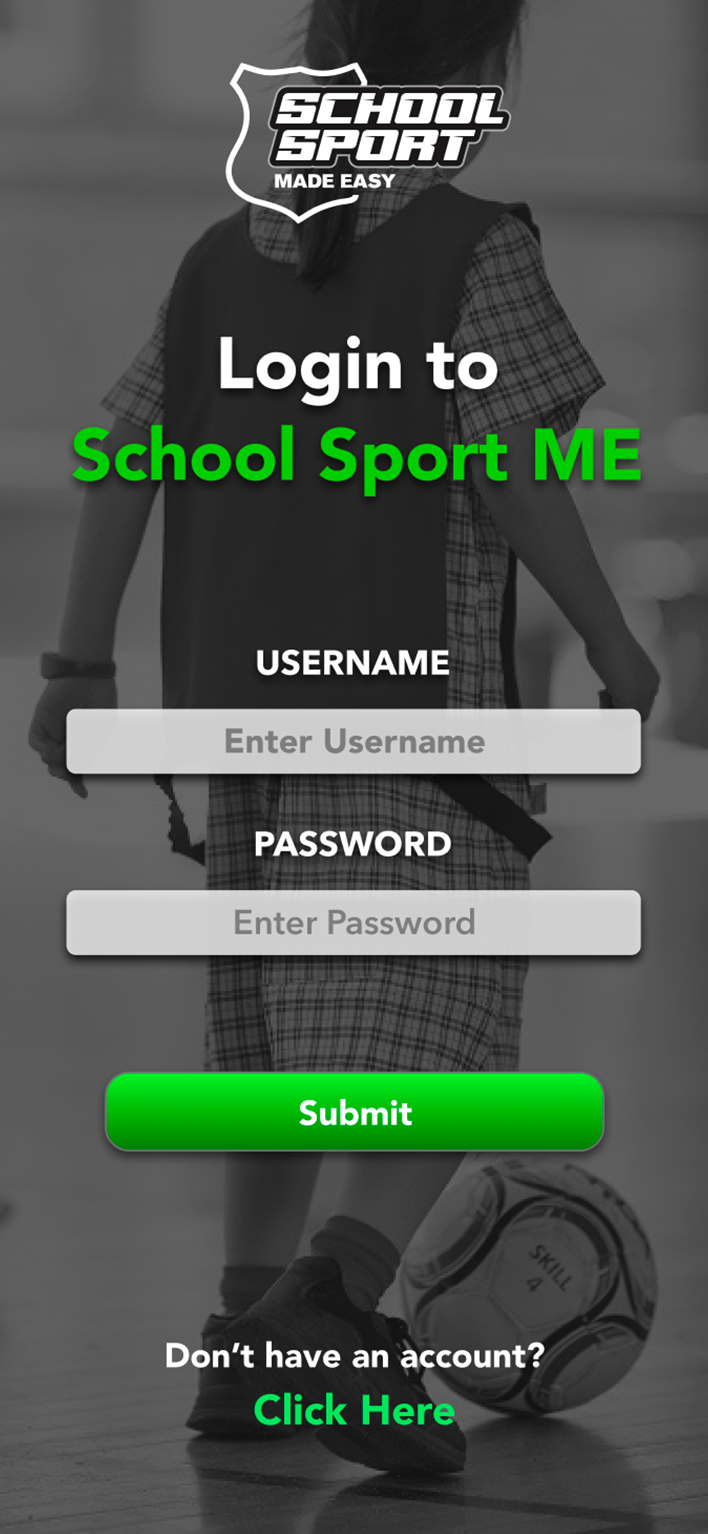 SCHOOL
SPORT
MADE EASY
Login to
School Sport ME
USERNAME
Enter Username
PASSWORD
Enter Password
Submit
SKILL
4
Don’t have an account?
Click Here